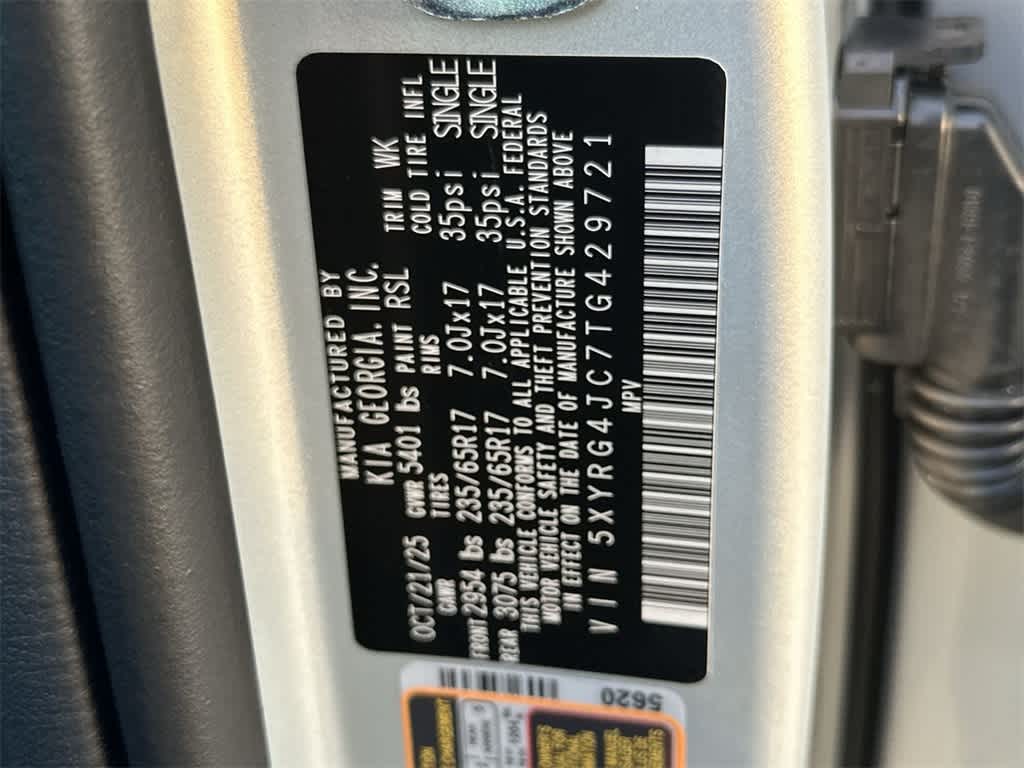 MANUFACTURED BY
KIA GEORGIA. INC.
OCT/21/25 GVWR 5401 lbs PAINT RSL TRIM WK
GAWR TIRES RIMS COLD TIRE INFL
FRONT 2954 lbs 235/65R17 7.0Jx17 35psi SINGLE
REAR 3075 lbs 235/65R17 7.0Jx17 35psi SINGLE
THIS VEHICLE CONFORMS TO ALL APPLICABLE U.S.A. FEDERAL
MOTOR VEHICLE SAFETY AND THEFT PREVENTION STANDARDS
IN EFFECT ON THE DATE OF MANUFACTURE SHOWN ABOVE
VIN 5XYRG4JC7TG429721
MPV
5620